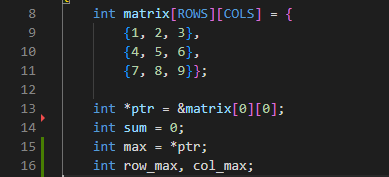 8 int matrix[ROWS][COLS] = {
9 {1, 2, 3},
10 {4, 5, 6},
11 {7, 8, 9}};
12
13 int *ptr = &matrix[0][0];
14 int sum = 0;
15 int max = *ptr;
16 int row_max, col_max;